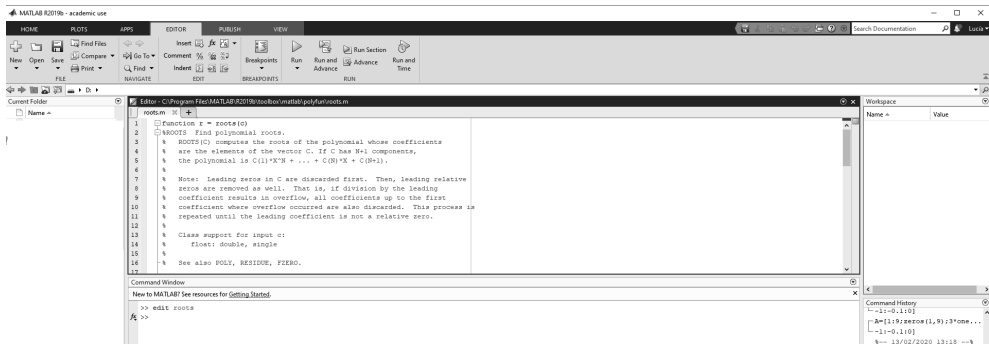 MATLAB R2019b - academic use
HOME PLOTS APPS EDITOR PUBLISH VIEW
Search Documentation
Lucía
New Open Save Find Files Compare Print
FILE
Go To Find
NAVIGATE
Insert fx
Comment %
Indent
EDIT
Breakpoints
BREAKPOINTS
Run Run and Advance Run Section Advance Run and Time
RUN
D:
Current Folder
Name
Editor - C:\Program Files\MATLAB\R2019b\toolbox\matlab\polyfun\roots.m
roots.m
1 function r = roots(c)
2 %ROOTS Find polynomial roots.
3 % ROOTS(C) computes the roots of the polynomial whose coefficients
4 % are the elements of the vector C. If C has N+1 components,
5 % the polynomial is C(1)*X^N + ... + C(N)*X + C(N+1).
6 %
7 % Note: Leading zeros in C are discarded first. Then, leading relative
8 % zeros are removed as well. That is, if division by the leading
9 % coefficient results in overflow, all coefficients up to the first
10 % coefficient where overflow occurred are also discarded. This process is
11 % repeated until the leading coefficient is not a relative zero.
12 %
13 % Class support for input c:
14 % float: double, single
15 %
16 % See also POLY, RESIDUE, FZERO.
17
Workspace
Name Value
Command Window
New to MATLAB? See resources for Getting Started.
>> edit roots
fx >>
Command History
-1:-0.1:0]
A=[1:9;zeros(1,9);3*one...
-1:-0.1:0]
%-- 13/02/2020 13:18 --%